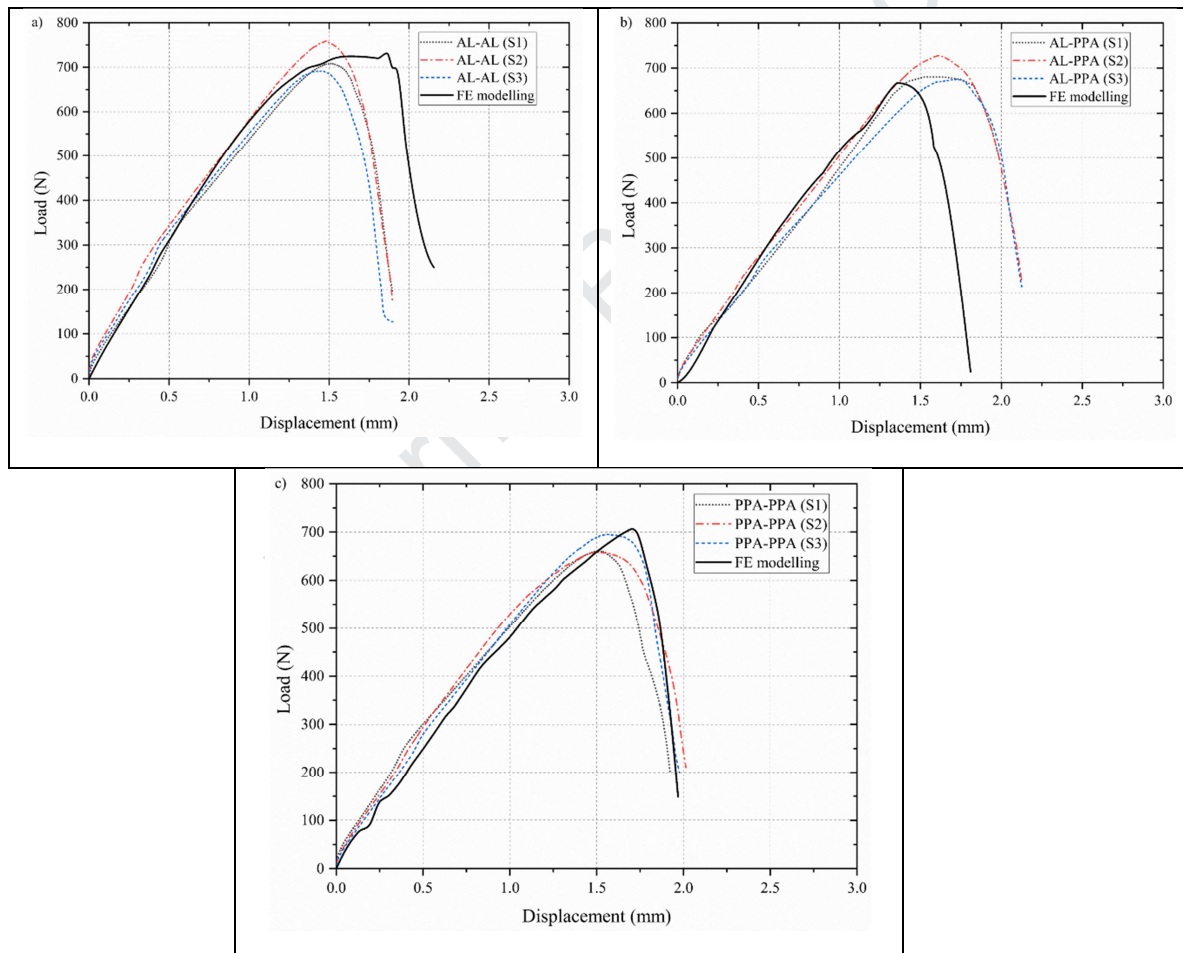 a)
AL-AL (S1)
AL-AL (S2)
AL-AL (S3)
FE modelling
800
700
600
500
400
300
200
100
0
Load (N)
0.0 0.5 1.0 1.5 2.0 2.5 3.0
Displacement (mm)
b)
AL-PPA (S1)
AL-PPA (S2)
AL-PPA (S3)
FE modelling
800
700
600
500
400
300
200
100
0
Load (N)
0.0 0.5 1.0 1.5 2.0 2.5 3.0
Displacement (mm)
c)
PPA-PPA (S1)
PPA-PPA (S2)
PPA-PPA (S3)
FE modelling
800
700
600
500
400
300
200
100
0
Load (N)
0.0 0.5 1.0 1.5 2.0 2.5 3.0
Displacement (mm)